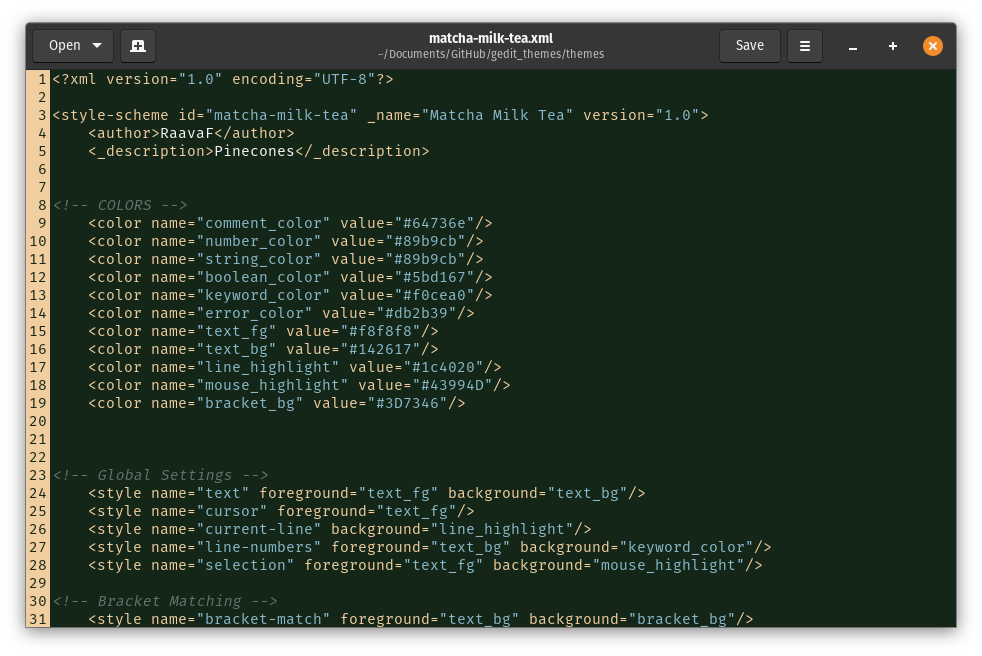 Open
matcha-milk-tea.xml
~/Documents/GitHub/gedit_themes/themes
Save
1 <?xml version="1.0" encoding="UTF-8"?>
2
3 <style-scheme id="matcha-milk-tea" _name="Matcha Milk Tea" version="1.0">
4     <author>RaavaF</author>
5     <_description>Pinecones</_description>
6
7
8 <!-- COLORS -->
9     <color name="comment_color" value="#64736e"/>
10     <color name="number_color" value="#89b9cb"/>
11     <color name="string_color" value="#89b9cb"/>
12     <color name="boolean_color" value="#5bd167"/>
13     <color name="keyword_color" value="#f0cea0"/>
14     <color name="error_color" value="#db2b39"/>
15     <color name="text_fg" value="#f8f8f8"/>
16     <color name="text_bg" value="#142617"/>
17     <color name="line_highlight" value="#1c4020"/>
18     <color name="mouse_highlight" value="#43994D"/>
19     <color name="bracket_bg" value="#3D7346"/>
20
21
22
23 <!-- Global Settings -->
24     <style name="text" foreground="text_fg" background="text_bg"/>
25     <style name="cursor" foreground="text_fg"/>
26     <style name="current-line" background="line_highlight"/>
27     <style name="line-numbers" foreground="text_bg" background="keyword_color"/>
28     <style name="selection" foreground="text_fg" background="mouse_highlight"/>
29
30 <!-- Bracket Matching -->
31     <style name="bracket-match" foreground="text_bg" background="bracket_bg"/>